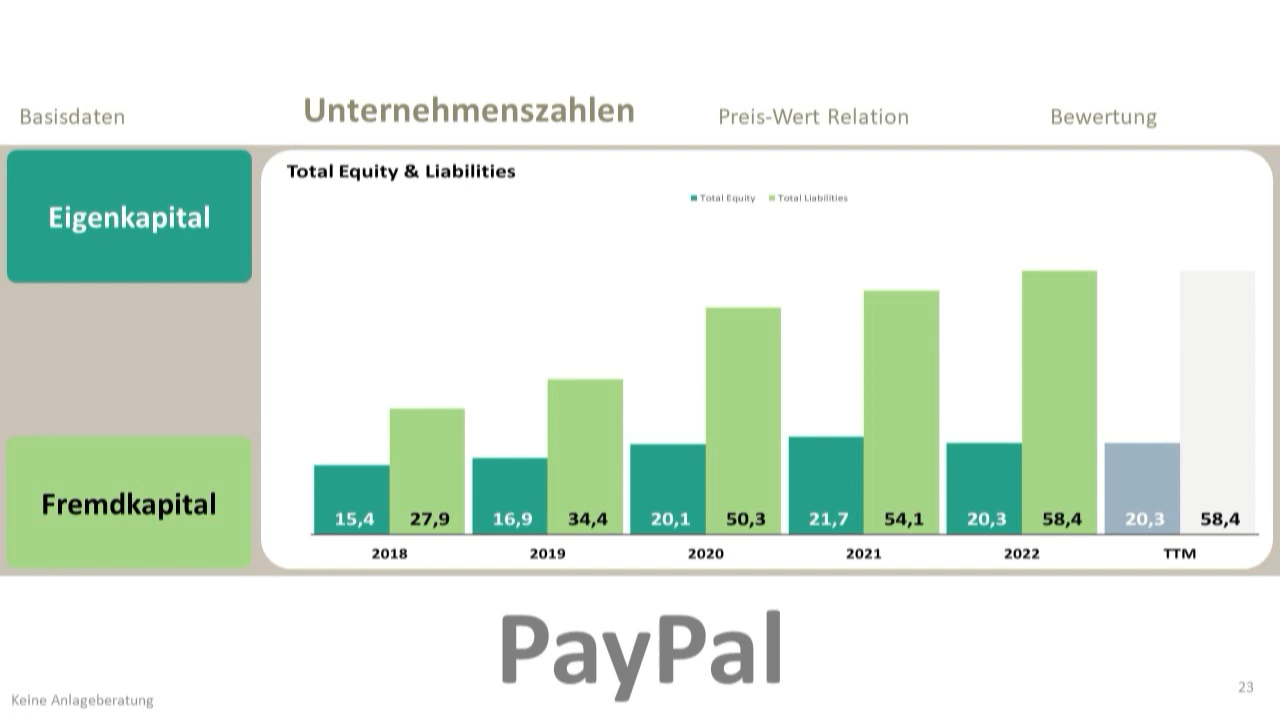 Basisdaten
Unternehmenszahlen
Preis-Wert Relation
Bewertung
Eigenkapital
Fremdkapital
Total Equity & Liabilities
Total Equity
Total Liabilities
15,4 27,9 16,9 34,4 20,1 50,3 21,7 54,1 20,3 58,4 20,3 58,4
2018 2019 2020 2021 2022 TTM
PayPal
Keine Anlageberatung
23